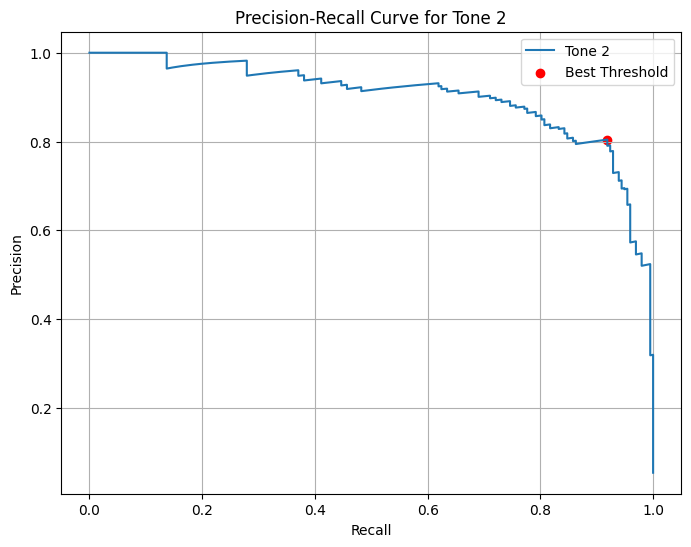 Precision-Recall Curve for Tone 2
Tone 2
Best Threshold
Precision
1.0
0.8
0.6
0.4
0.2
0.0 0.2 0.4 0.6 0.8 1.0
Recall